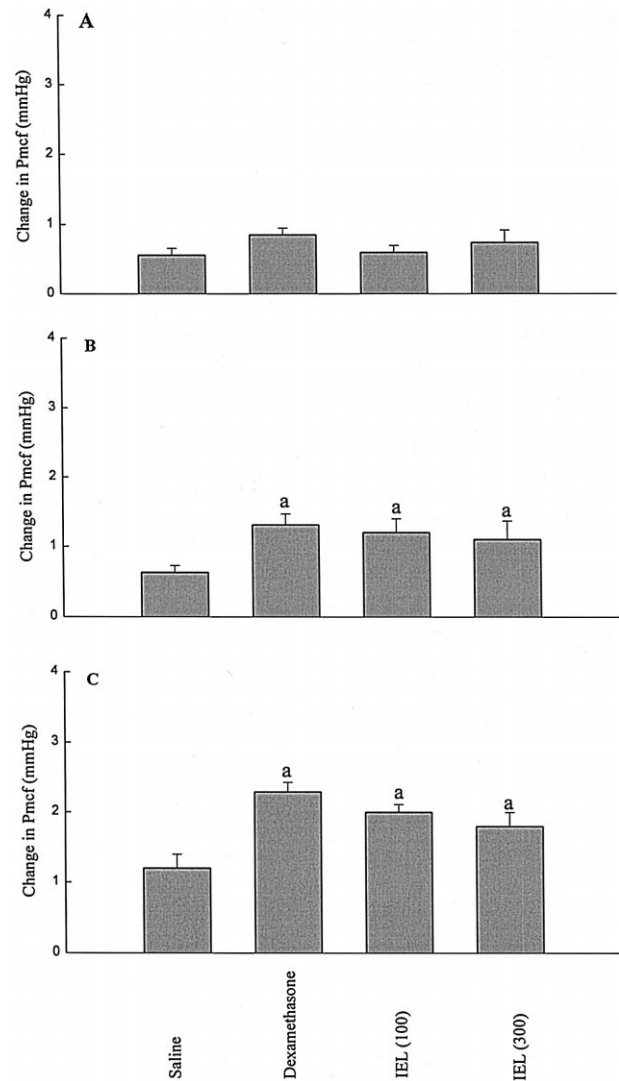 A
Change in Pmcf (mmHg)
4
3
2
1
0
B
Change in Pmcf (mmHg)
4
3
2
1
0
a
a
a
C
Change in Pmcf (mmHg)
4
3
2
1
0
a
a
a
Saline
Dexamethasone
IEL (100)
IEL (300)